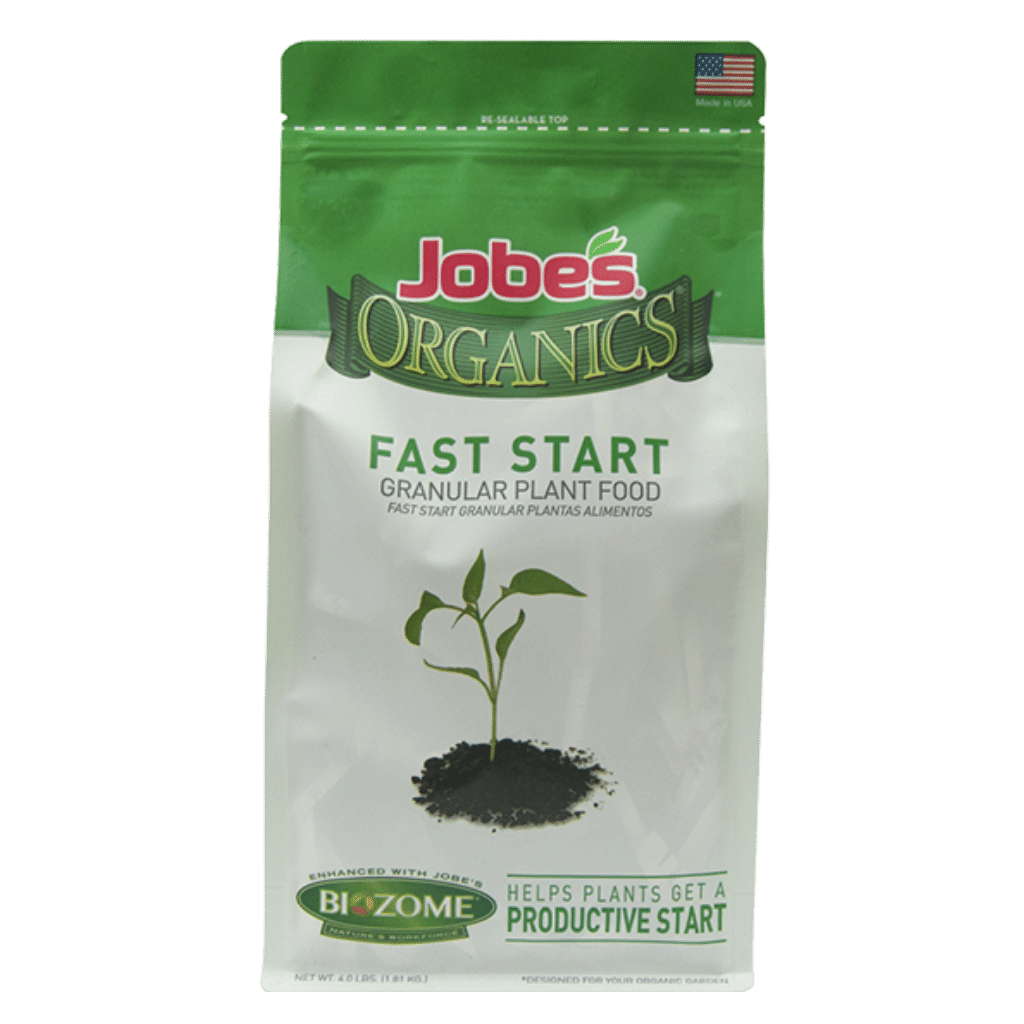 Made in USA
RE-SEALABLE TOP
Jobe's®
ORGANICS
FAST START
GRANULAR PLANT FOOD
FAST START GRANULAR PLANTAS ALIMENTOS
ENHANCED WITH JOBE'S
BIOZOME
NATURE'S WORKFORCE
HELPS PLANTS GET A
PRODUCTIVE START
NET WT. 4.0 LBS. (1.81 KG.)
*DESIGNED FOR YOUR ORGANIC GARDEN